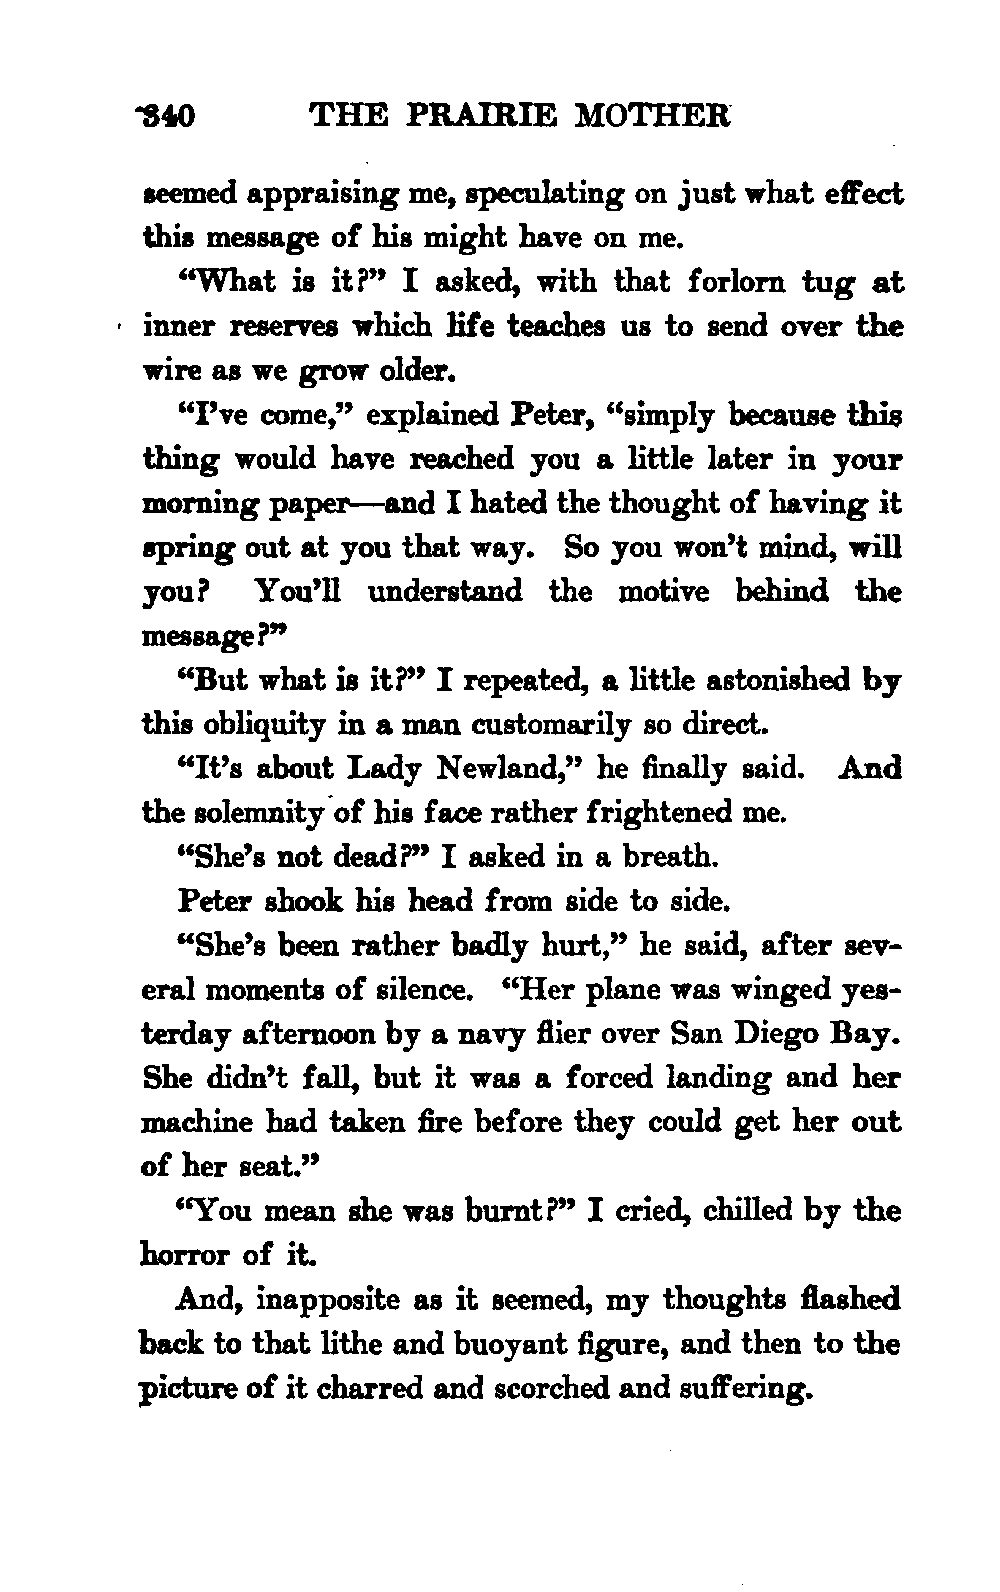 340 THE PRAIRIE MOTHER
seemed appraising me, speculating on just what effect
this message of his might have on me.
“What is it?” I asked, with that forlorn tug at
inner reserves which life teaches us to send over the
wire as we grow older.
“I’ve come,” explained Peter, “simply because this
thing would have reached you a little later in your
morning paper—and I hated the thought of having it
spring out at you that way. So you won’t mind, will
you? You’ll understand the motive behind the
message?”
“But what is it?” I repeated, a little astonished by
this obliquity in a man customarily so direct.
“It’s about Lady Newland,” he finally said. And
the solemnity of his face rather frightened me.
“She’s not dead?” I asked in a breath.
Peter shook his head from side to side.
“She’s been rather badly hurt,” he said, after sev-
eral moments of silence. “Her plane was winged yes-
terday afternoon by a navy flier over San Diego Bay.
She didn’t fall, but it was a forced landing and her
machine had taken fire before they could get her out
of her seat.”
“You mean she was burnt?” I cried, chilled by the
horror of it.
And, inapposite as it seemed, my thoughts flashed
back to that lithe and buoyant figure, and then to the
picture of it charred and scorched and suffering.